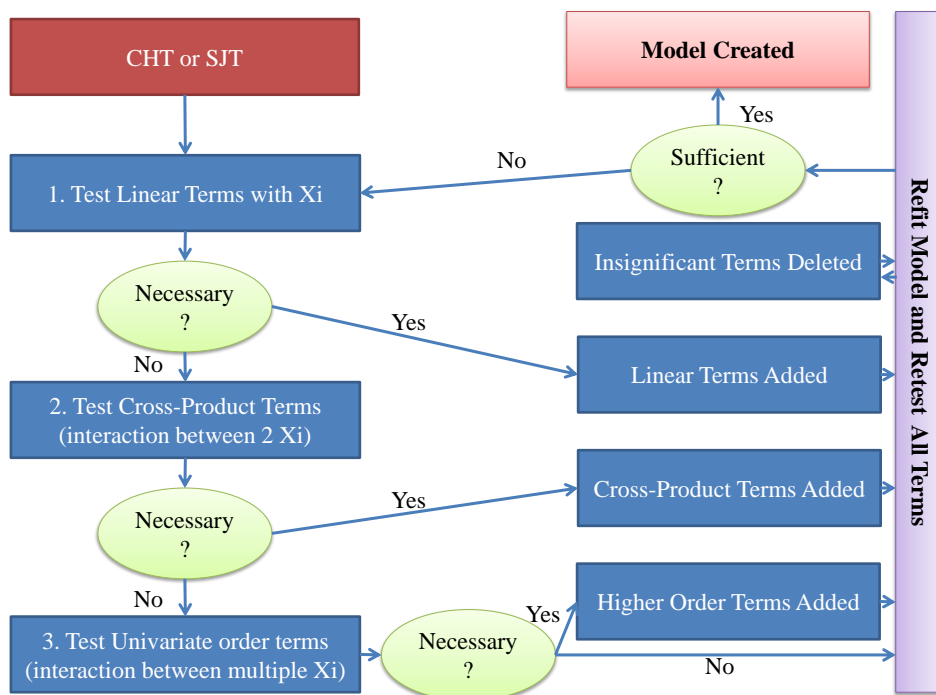 CHT or SJT
Model Created
Yes
Sufficient
?
No
1. Test Linear Terms with Xi
Insignificant Terms Deleted
Necessary
?
Yes
No
Linear Terms Added
2. Test Cross-Product Terms
(interaction between 2 Xi)
Cross-Product Terms Added
Yes
Necessary
?
No
Higher Order Terms Added
Yes
3. Test Univariate order terms
(interaction between multiple Xi)
Necessary
?
No
Refit Model and Retest All Terms